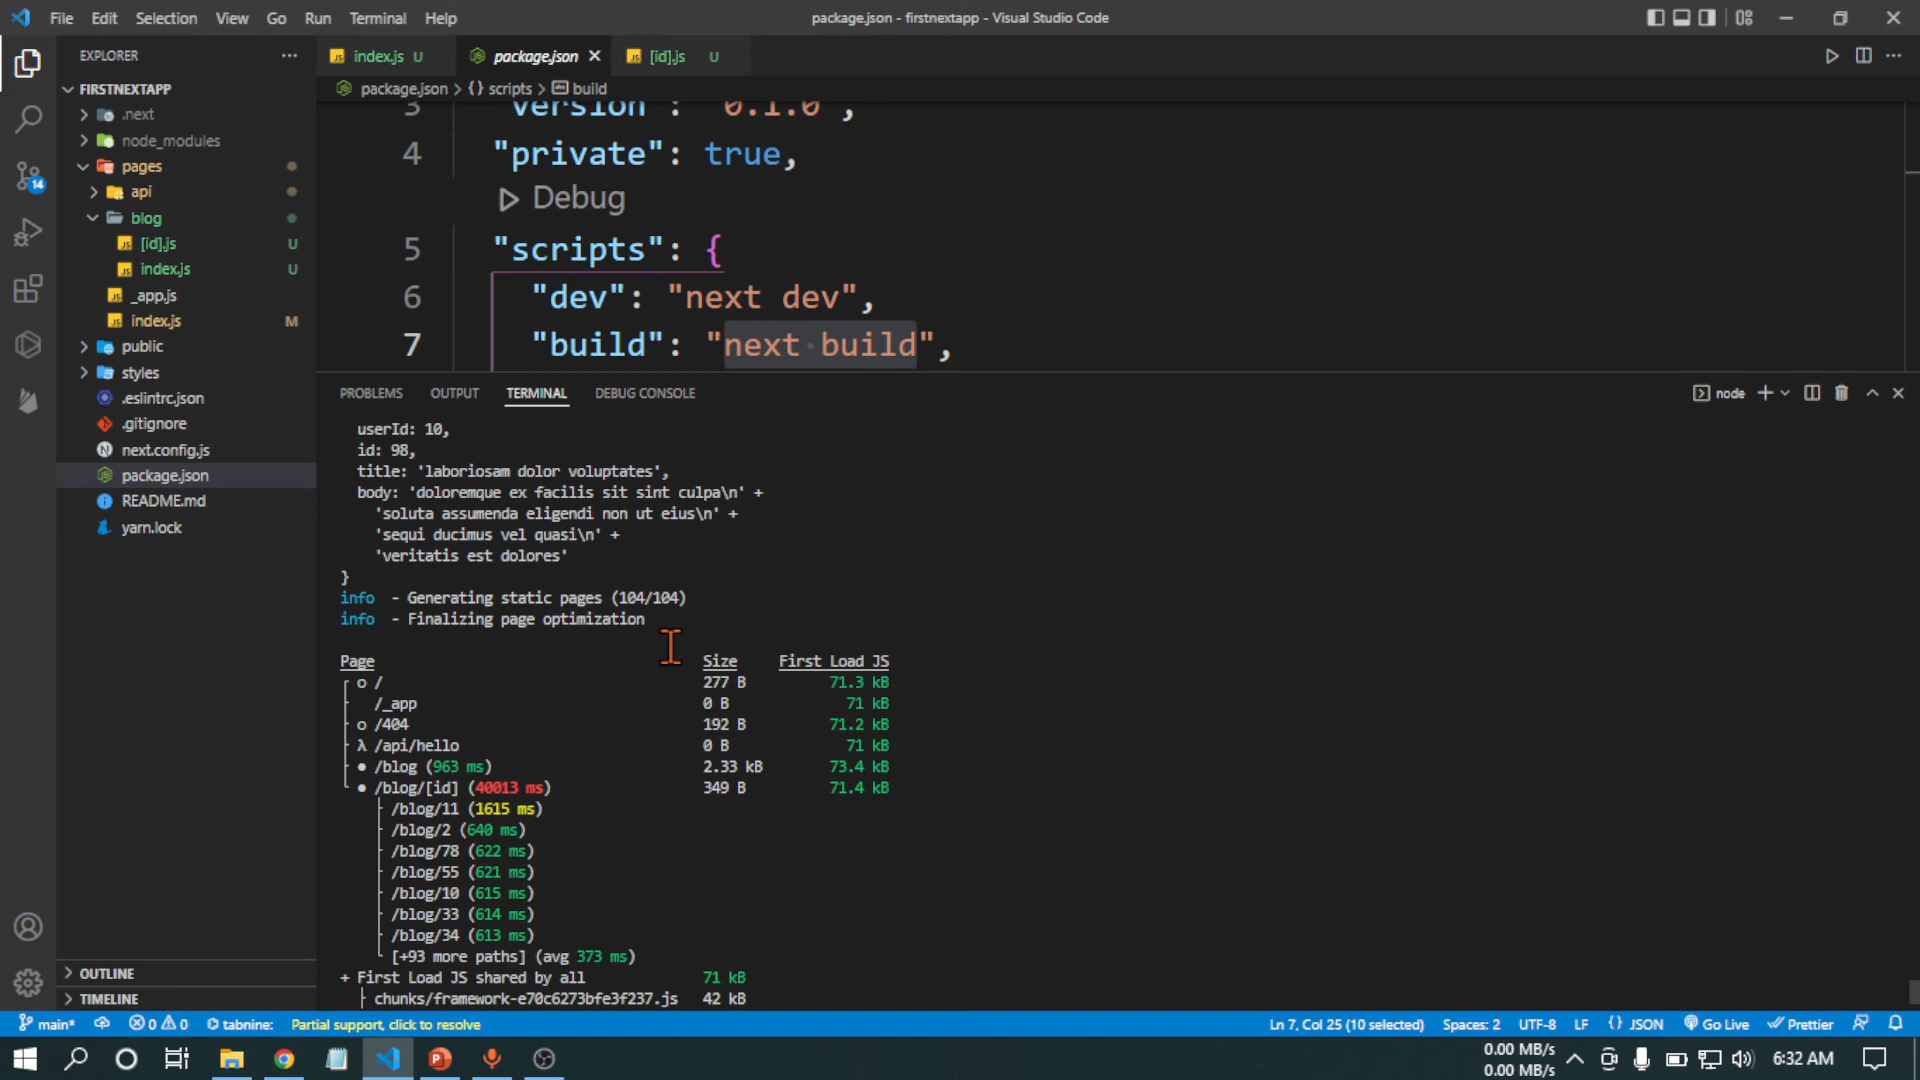 File Edit Selection View Go Run Terminal Help
package.json - firstnextapp - Visual Studio Code
EXPLORER
FIRSTNEXTAPP
.next
node_modules
pages
api
blog
[id].js U
index.js U
_app.js
index.js M
public
styles
.eslintrc.json
.gitignore
next.config.js
package.json
README.md
yarn.lock
OUTLINE
TIMELINE
14
index.js U
package.json
[id].js U
package.json > {} scripts > build
3 "version": "0.1.0",
4 "private": true,
Debug
5 "scripts": {
6 "dev": "next dev",
7 "build": "next build",
PROBLEMS OUTPUT TERMINAL DEBUG CONSOLE
node
userId: 10,
id: 98,
title: 'laboriosam dolor voluptates',
body: 'doloremque ex facilis sit sint culpa\n' +
'soluta assumenda eligendi non ut eius\n' +
'sequi ducimus vel quasi\n' +
'veritatis est dolores'
}
info - Generating static pages (104/104)
info - Finalizing page optimization
Page Size First Load JS
┌ ○ / 277 B 71.3 kB
├ /_app 0 B 71 kB
├ ○ /404 192 B 71.2 kB
├ λ /api/hello 0 B 71 kB
├ ● /blog (963 ms) 2.33 kB 73.4 kB
└ ● /blog/[id] (40013 ms) 349 B 71.4 kB
├ /blog/11 (1615 ms)
├ /blog/2 (640 ms)
├ /blog/78 (622 ms)
├ /blog/55 (621 ms)
├ /blog/10 (615 ms)
├ /blog/33 (614 ms)
├ /blog/34 (613 ms)
└ [+93 more paths] (avg 373 ms)
+ First Load JS shared by all 71 kB
├ chunks/framework-e70c6273bfe3f237.js 42 kB
main* 0 0 tabnine: Partial support, click to resolve
Ln 7, Col 25 (10 selected) Spaces: 2 UTF-8 LF {} JSON Go Live Prettier
0.00 MB/s
0.00 MB/s
6:32 AM